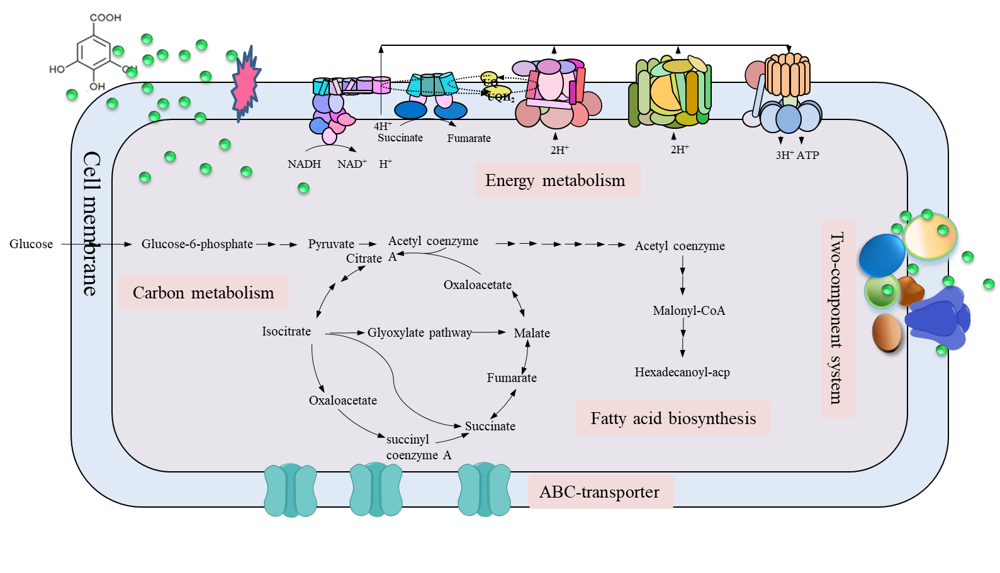 COOH
HO
OH
OH
Cell membrane
UQ
UQH2
4H+
Succinate
Fumarate
NADH
NAD+
H+
2H+
2H+
3H+ ATP
Energy metabolism
Glucose
Glucose-6-phosphate
Pyruvate
Acetyl coenzyme
A
Citrate
Acetyl coenzyme
Oxaloacetate
Carbon metabolism
Isocitrate
Glyoxylate pathway
Malate
Malonyl-CoA
Fumarate
Hexadecanoyl-acp
Oxaloacetate
Succinate
succinyl
coenzyme A
Fatty acid biosynthesis
Two-component system
ABC-transporter